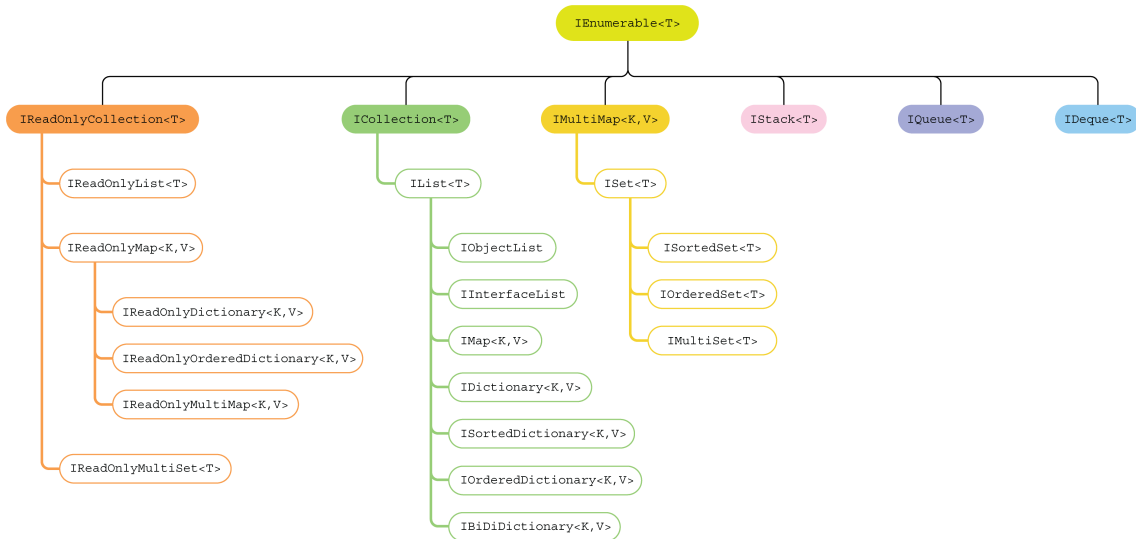 IEnumerable<T>
IReadOnlyCollection<T>
ICollection<T>
IMultiMap<K,V>
IStack<T>
IQueue<T>
IDeque<T>
IReadOnlyList<T>
IList<T>
ISet<T>
IReadOnlyMap<K,V>
IObjectList
ISortedSet<T>
IInterfaceList
IOrderedSet<T>
IReadOnlyDictionary<K,V>
IMap<K,V>
IMultiSet<T>
IReadOnlyOrderedDictionary<K,V>
IDictionary<K,V>
IReadOnlyMultiMap<K,V>
ISortedDictionary<K,V>
IReadOnlyMultiSet<T>
IOrderedDictionary<K,V>
IBiDiDictionary<K,V>